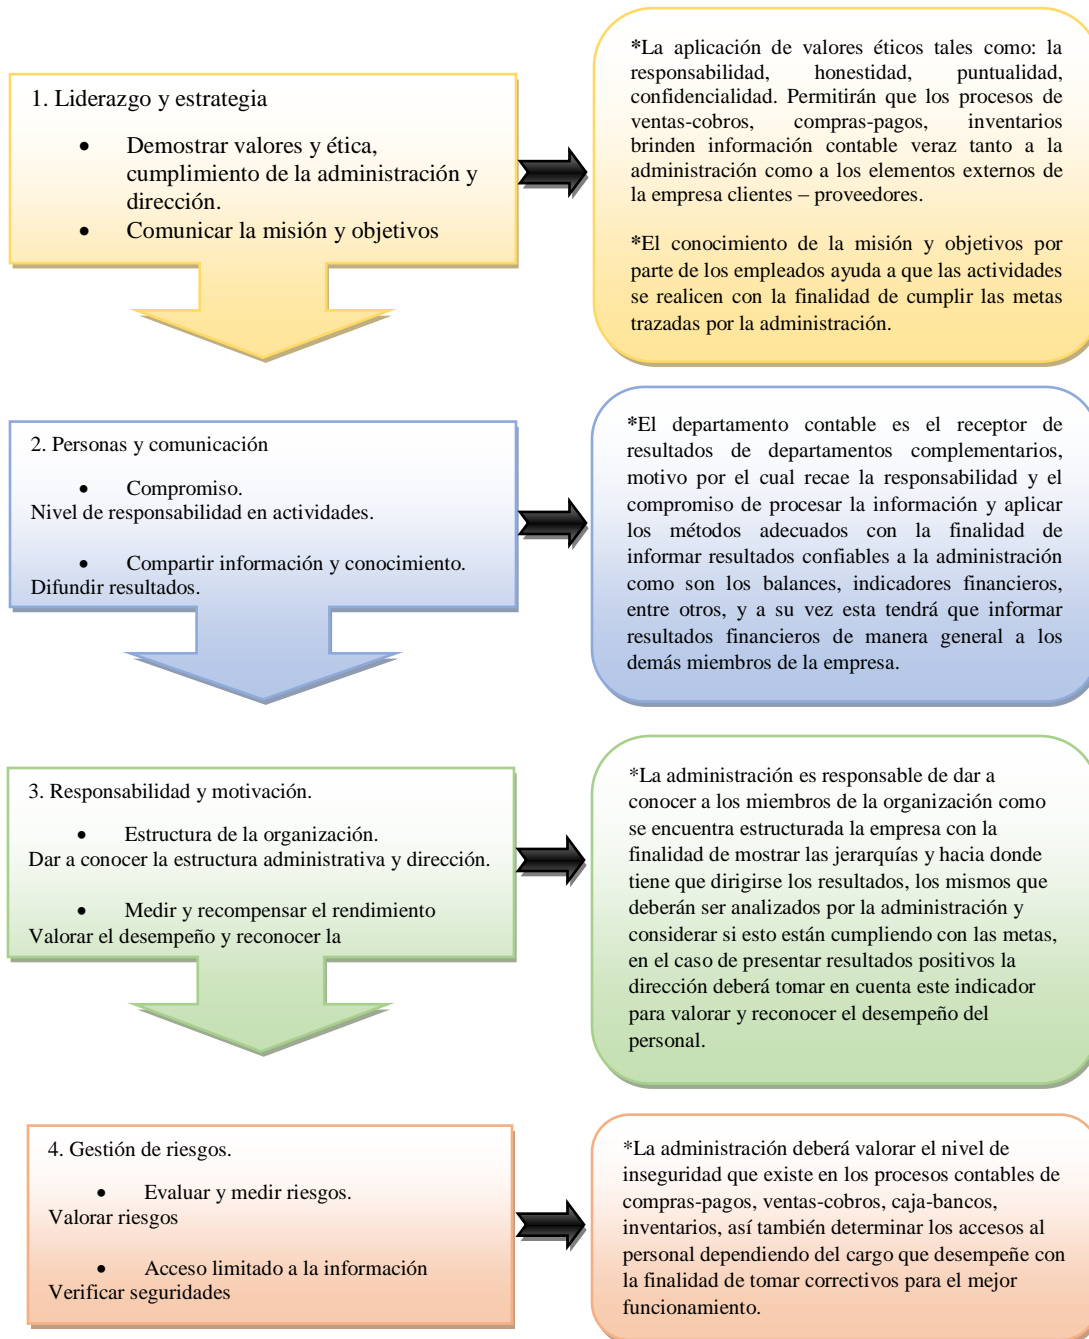 1. Liderazgo y estrategia
• Demostrar valores y ética,
cumplimiento de la administración y
dirección.
• Comunicar la misión y objetivos
*La aplicación de valores éticos tales como: la
responsabilidad, honestidad, puntualidad,
confidencialidad. Permitirán que los procesos de
ventas-cobros, compras-pagos, inventarios
brinden información contable veraz tanto a la
administración como a los elementos externos de
la empresa clientes – proveedores.
*El conocimiento de la misión y objetivos por
parte de los empleados ayuda a que las actividades
se realicen con la finalidad de cumplir las metas
trazadas por la administración.
2. Personas y comunicación
• Compromiso.
Nivel de responsabilidad en actividades.
• Compartir información y conocimiento.
Difundir resultados.
*El departamento contable es el receptor de
resultados de departamentos complementarios,
motivo por el cual recae la responsabilidad y el
compromiso de procesar la información y aplicar
los métodos adecuados con la finalidad de
informar resultados confiables a la administración
como son los balances, indicadores financieros,
entre otros, y a su vez esta tendrá que informar
resultados financieros de manera general a los
demás miembros de la empresa.
3. Responsabilidad y motivación.
• Estructura de la organización.
Dar a conocer la estructura administrativa y dirección.
• Medir y recompensar el rendimiento
Valorar el desempeño y reconocer la
*La administración es responsable de dar a
conocer a los miembros de la organización como
se encuentra estructurada la empresa con la
finalidad de mostrar las jerarquías y hacia donde
tiene que dirigirse los resultados, los mismos que
deberán ser analizados por la administración y
considerar si esto están cumpliendo con las metas,
en el caso de presentar resultados positivos la
dirección deberá tomar en cuenta este indicador
para valorar y reconocer el desempeño del
personal.
4. Gestión de riesgos.
• Evaluar y medir riesgos.
Valorar riesgos
• Acceso limitado a la información
Verificar seguridades
*La administración deberá valorar el nivel de
inseguridad que existe en los procesos contables de
compras-pagos, ventas-cobros, caja-bancos,
inventarios, así también determinar los accesos al
personal dependiendo del cargo que desempeñe con
la finalidad de tomar correctivos para el mejor
funcionamiento.